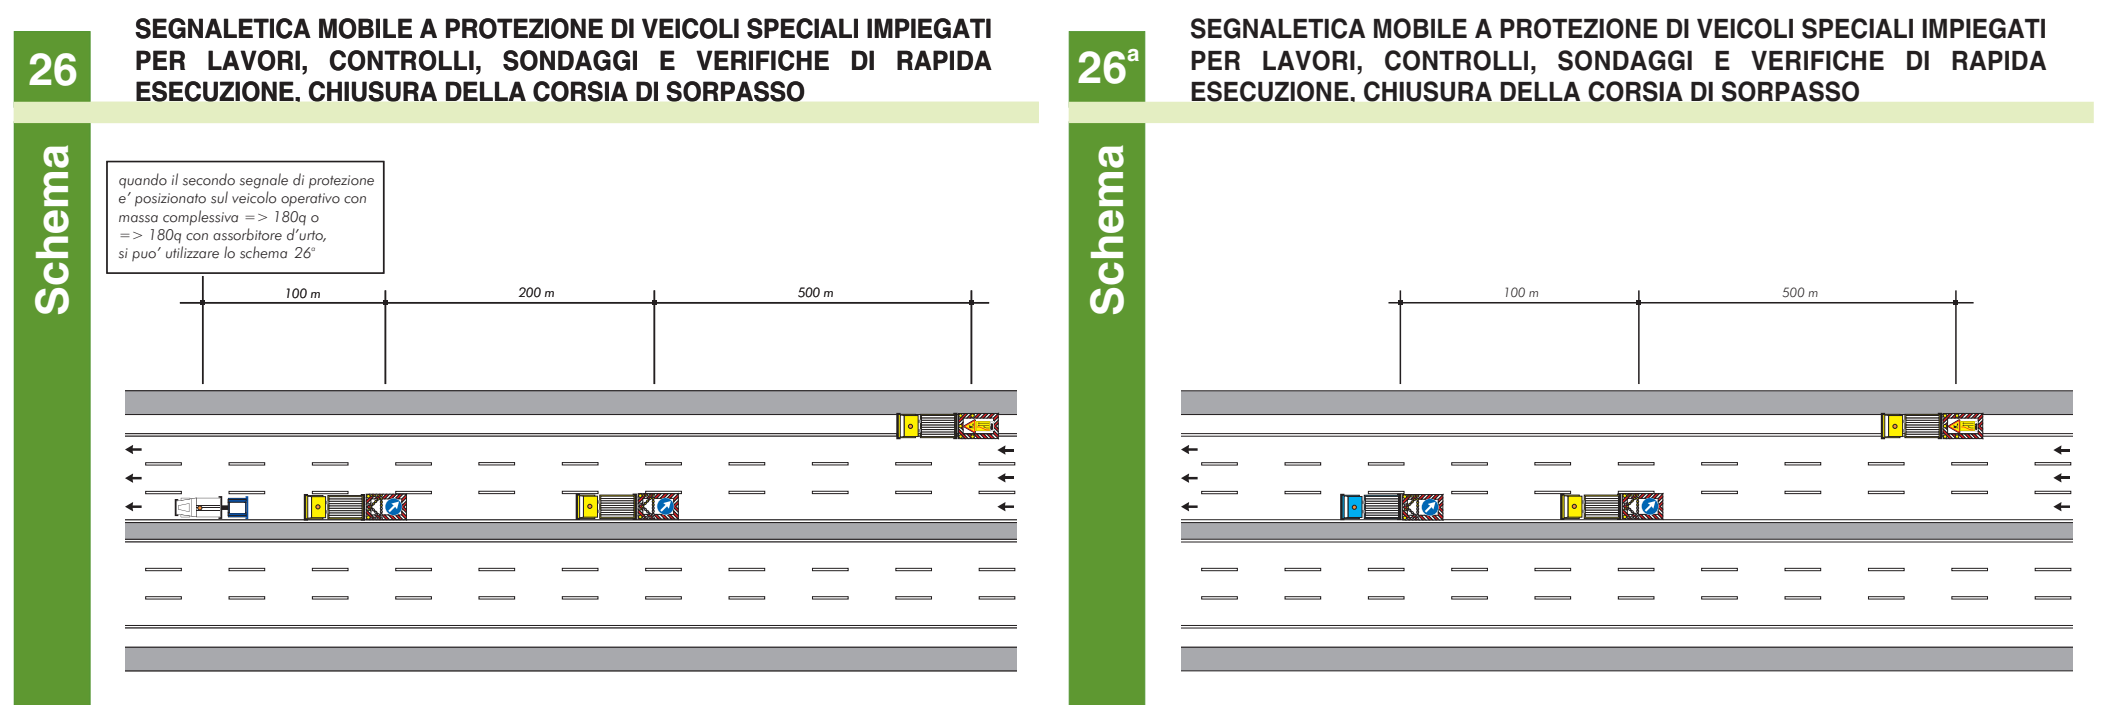 26
SEGNALETICA MOBILE A PROTEZIONE DI VEICOLI SPECIALI IMPIEGATI
PER LAVORI, CONTROLLI, SONDAGGI E VERIFICHE DI RAPIDA
ESECUZIONE, CHIUSURA DELLA CORSIA DI SORPASSO
Schema
quando il secondo segnale di protezione
e' posizionato sul veicolo operativo con
massa complessiva => 180q o
=> 180q con assorbitore d'urto,
si puo' utilizzare lo schema 26ª
100 m
200 m
500 m
26ª
SEGNALETICA MOBILE A PROTEZIONE DI VEICOLI SPECIALI IMPIEGATI
PER LAVORI, CONTROLLI, SONDAGGI E VERIFICHE DI RAPIDA
ESECUZIONE, CHIUSURA DELLA CORSIA DI SORPASSO
Schema
100 m
500 m